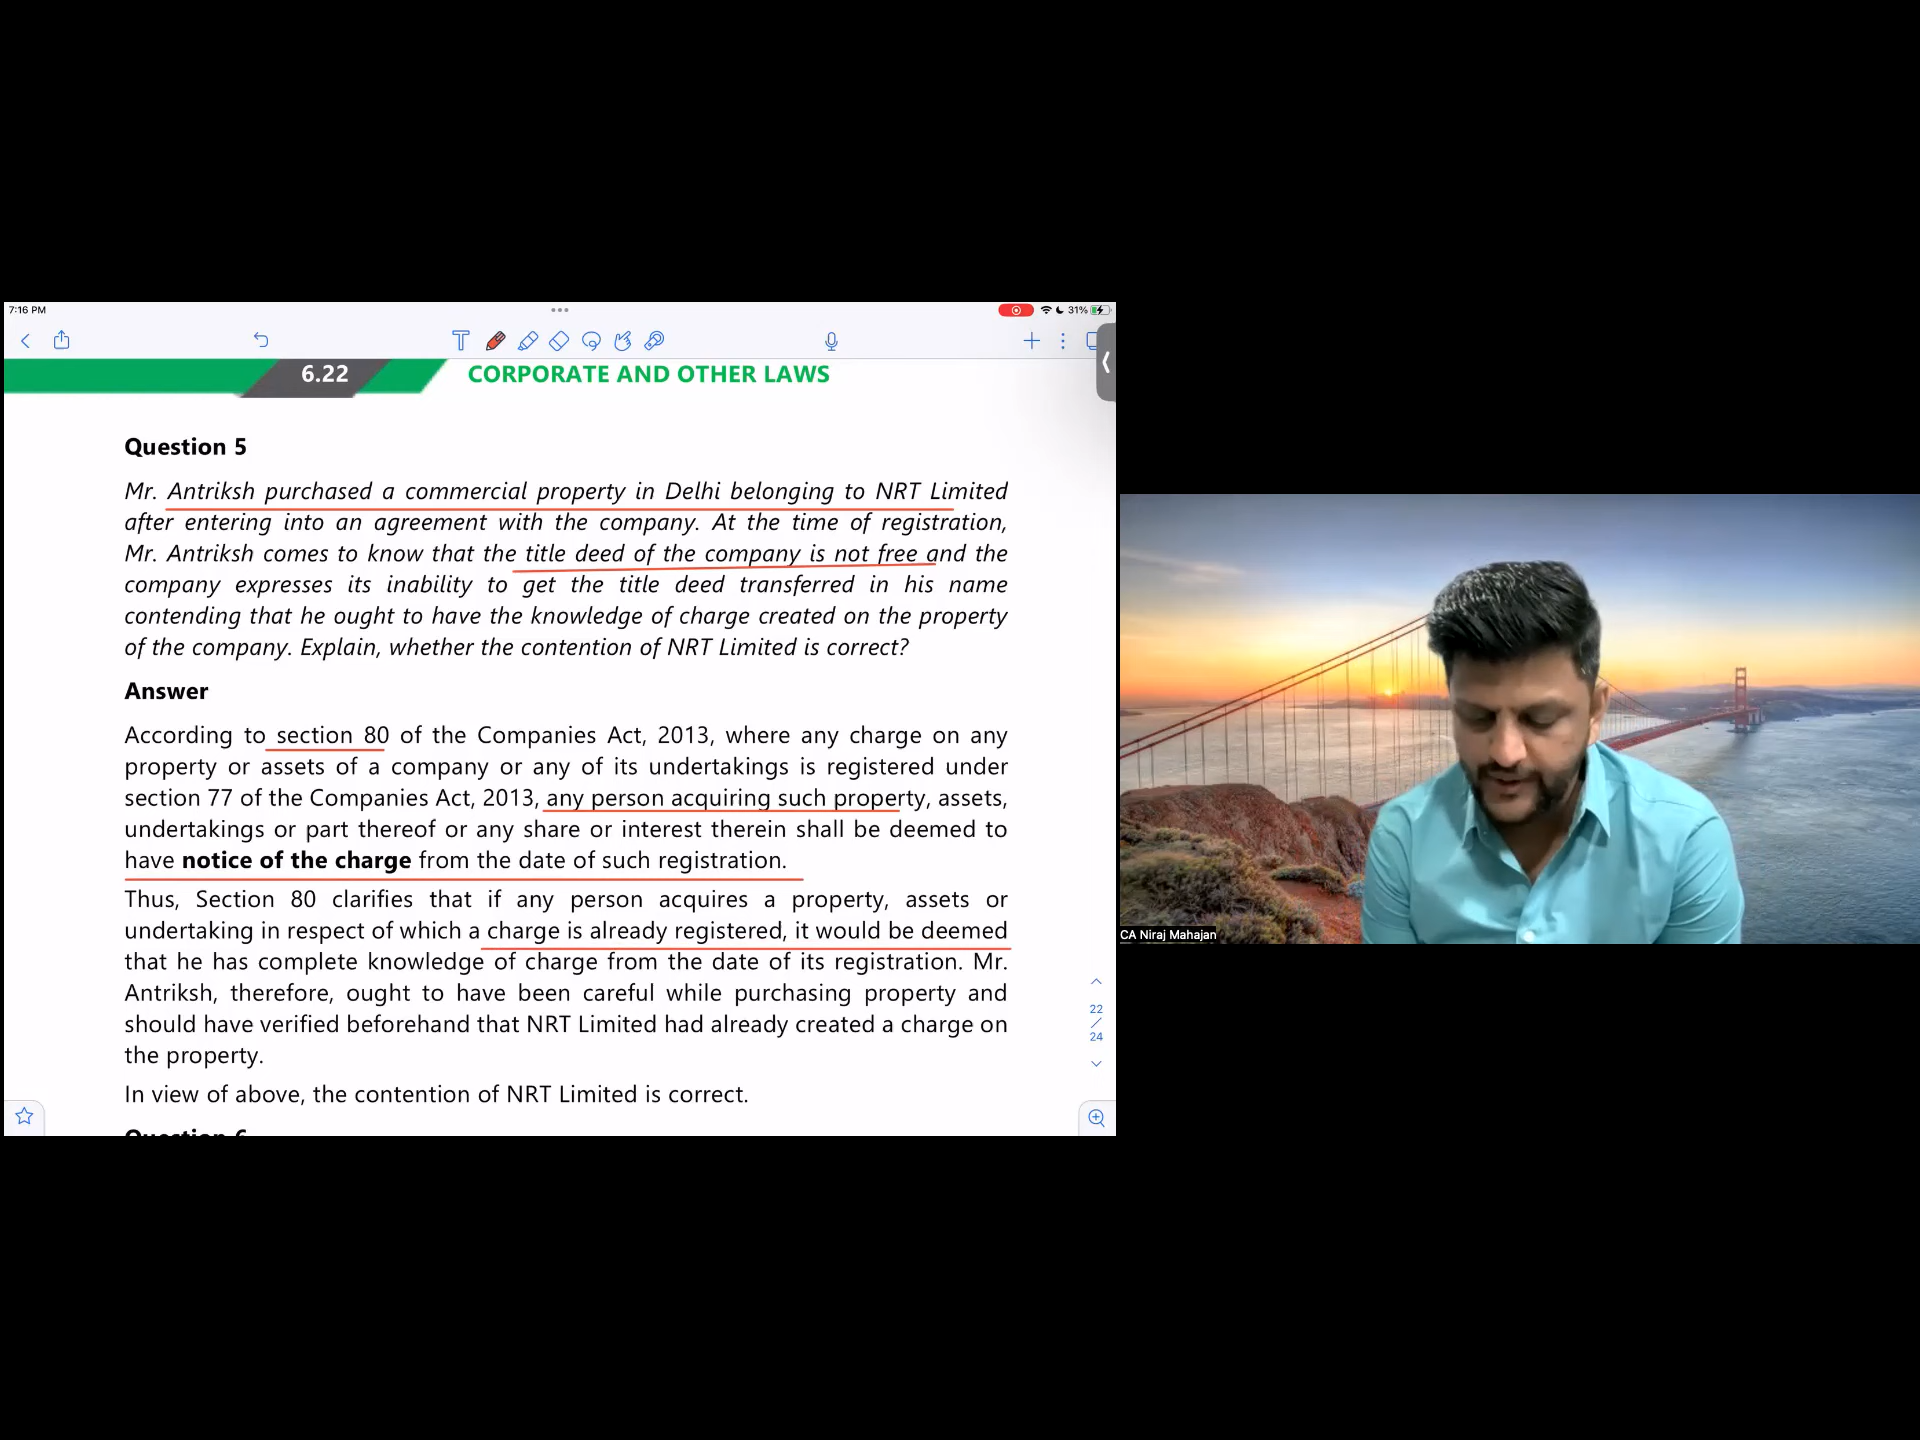 7:16 PM
31%
6.22 CORPORATE AND OTHER LAWS
Question 5
Mr. Antriksh purchased a commercial property in Delhi belonging to NRT Limited
after entering into an agreement with the company. At the time of registration,
Mr. Antriksh comes to know that the title deed of the company is not free and the
company expresses its inability to get the title deed transferred in his name
contending that he ought to have the knowledge of charge created on the property
of the company. Explain, whether the contention of NRT Limited is correct?
Answer
According to section 80 of the Companies Act, 2013, where any charge on any
property or assets of a company or any of its undertakings is registered under
section 77 of the Companies Act, 2013, any person acquiring such property, assets,
undertakings or part thereof or any share or interest therein shall be deemed to
have notice of the charge from the date of such registration.
Thus, Section 80 clarifies that if any person acquires a property, assets or
undertaking in respect of which a charge is already registered, it would be deemed
that he has complete knowledge of charge from the date of its registration. Mr.
Antriksh, therefore, ought to have been careful while purchasing property and
should have verified beforehand that NRT Limited had already created a charge on
the property.
In view of above, the contention of NRT Limited is correct.
Question 6
22
/
24
CA Niraj Mahajan